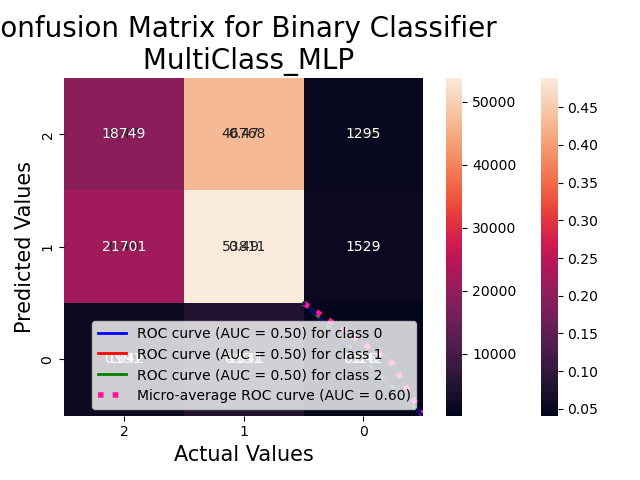 onfusion Matrix for Binary Classifier
MultiClass_MLP
Predicted Values
2
1
0
18749
1295
21701
1529
ROC curve (AUC = 0.50) for class 0
ROC curve (AUC = 0.50) for class 1
ROC curve (AUC = 0.50) for class 2
Micro-average ROC curve (AUC = 0.60)
2 1 0
Actual Values
50000
40000
30000
20000
10000
0.45
0.40
0.35
0.30
0.25
0.20
0.15
0.10
0.05